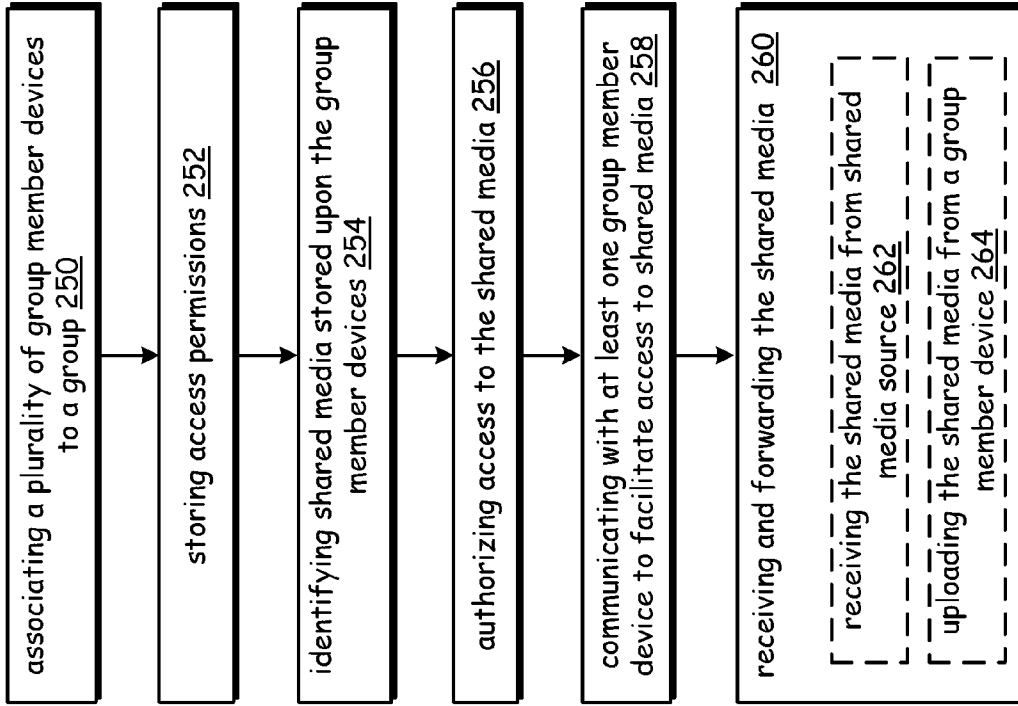 associating a plurality of group member devices
to a group 250
storing access permissions 252
identifying shared media stored upon the group
member devices 254
authorizing access to the shared media 256
communicating with at least one group member
device to facilitate access to shared media 258
receiving and forwarding the shared media 260
receiving the shared media from shared
media source 262
uploading the shared media from a group
member device 264